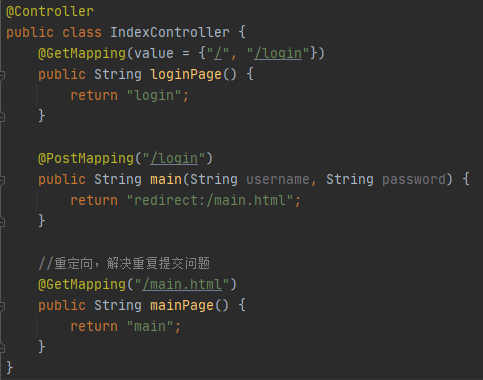 @Controller
public class IndexController {
@GetMapping(value = {"/", "/login"})
public String loginPage() {
return "login";
}
@PostMapping("/login")
public String main(String username, String password) {
return "redirect:/main.html";
}
//重定向，解决重复提交问题
@GetMapping("/main.html")
public String mainPage() {
return "main";
}
}